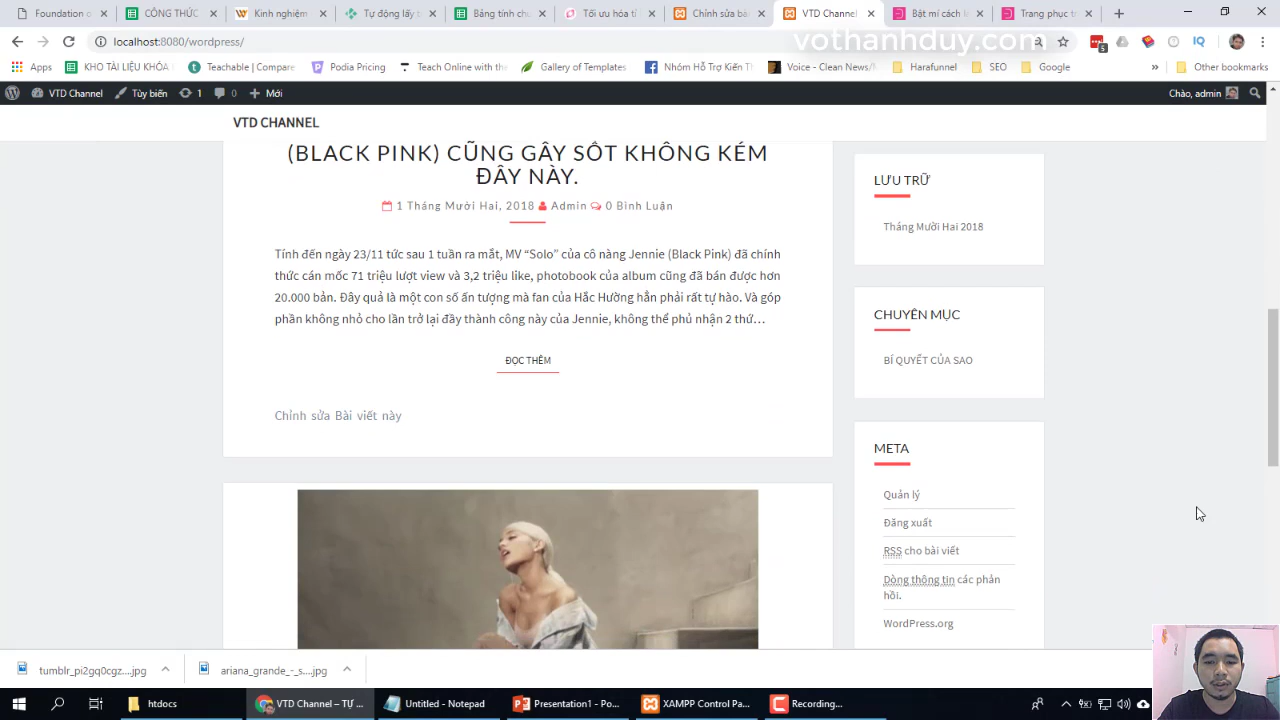 Foundation o
CÔNG THỨC
Kinh nghiệm
Tự động lấy t
Bảng tính chu
Tối ưu hóa tì
Chỉnh sửa bà
VTD Channel
Bật mí cách l
Trang phục tr
localhost:8080/wordpress/
vothanhduy.com
Apps
KHO TÀI LIỆU KHÓA
Teachable | Compare
Podia Pricing
Teach Online with the
Gallery of Templates
Nhóm Hỗ Trợ Kiến Th
Voice - Clean News/M
Harafunnel
SEO
Google
»
Other bookmarks
VTD Channel
Tùy biến
1
0
Mới
Chào, admin
VTD CHANNEL
(BLACK PINK) CŨNG GÂY SỐT KHÔNG KÉM
ĐÂY NÀY.
1 Tháng Mười Hai, 2018 Admin 0 Bình Luận
Tính đến ngày 23/11 tức sau 1 tuần ra mắt, MV “Solo” của cô nàng Jennie (Black Pink) đã chính
thức cán mốc 71 triệu lượt view và 3,2 triệu like, photobook của album cũng đã bán được hơn
20.000 bản. Đây quả là một con số ấn tượng mà fan của Hắc Hường hẳn phải rất tự hào. Và góp
phần không nhỏ cho lần trở lại đầy thành công này của Jennie, không thể phủ nhận 2 thứ…
ĐỌC THÊM
Chỉnh sửa Bài viết này
LƯU TRỮ
Tháng Mười Hai 2018
CHUYÊN MỤC
BÍ QUYẾT CỦA SAO
META
Quản lý
Đăng xuất
RSS cho bài viết
Dòng thông tin các phản
hồi.
WordPress.org
tumblr_pi2gq0cgz....jpg
ariana_grande_-_s....jpg
htdocs
VTD Channel – TỰ ...
Untitled - Notepad
Presentation1 - Po...
XAMPP Control Pa...
Recording...